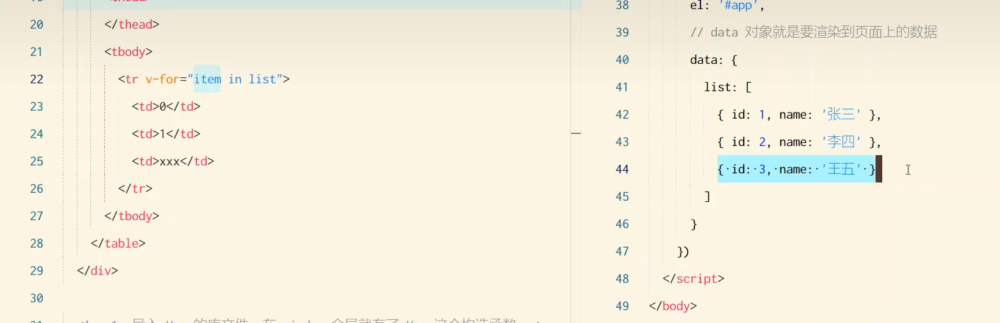 20 </thead>
21 <tbody>
22 <tr v-for="item in list">
23 <td>0</td>
24 <td>1</td>
25 <td>xxx</td>
26 </tr>
27 </tbody>
28 </table>
29 </div>
30
38 el: '#app',
39 // data 对象就是要渲染到页面上的数据
40 data: {
41 list: [
42 { id: 1, name: '张三' },
43 { id: 2, name: '李四' },
44 { id: 3, name: '王五' }
45 ]
46 }
47 })
48 </script>
49 </body>